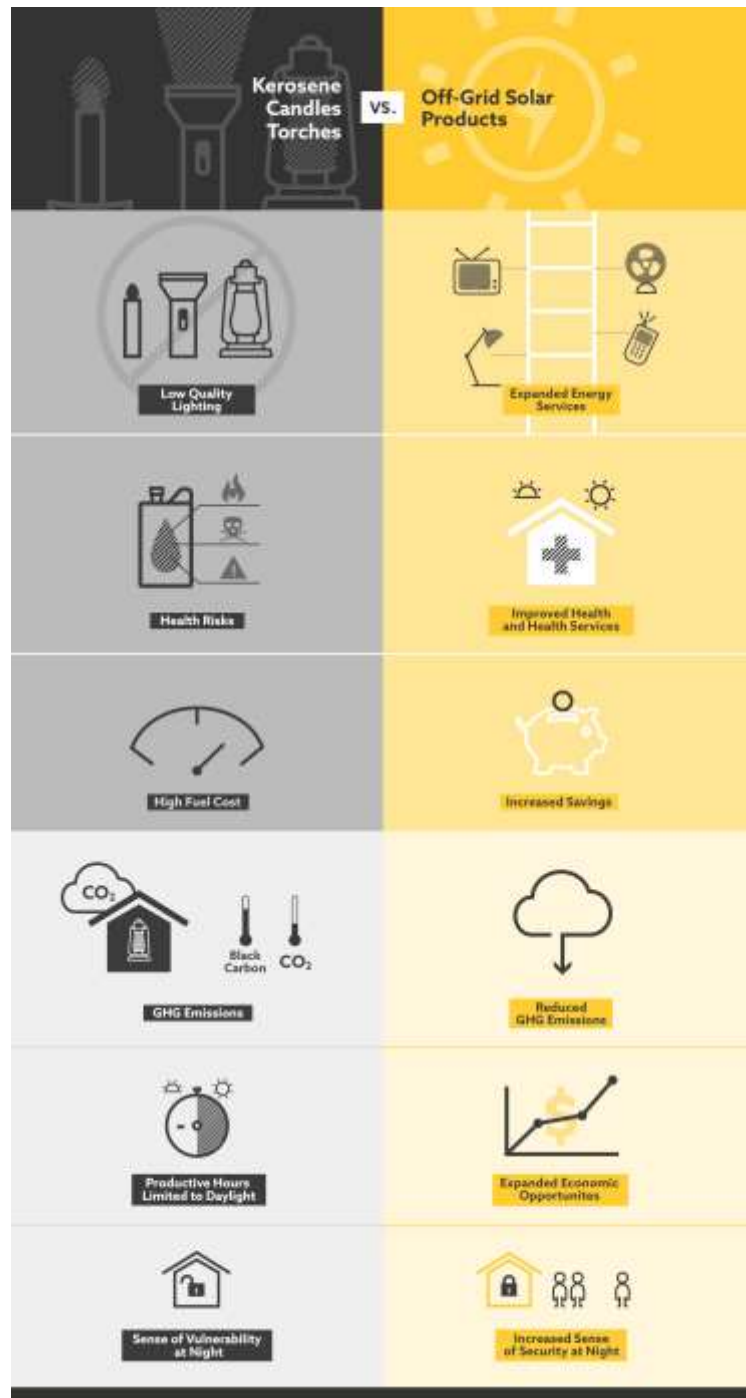 Kerosene
Candles
Torches
VS.
Off-Grid Solar
Products
Low Quality
Lighting
Expanded Energy
Services
Health Risks
Improved Health
and Health Services
High Fuel Cost
Increased Savings
CO₂
Black
Carbon
CO₂
GHG Emissions
Reduced
GHG Emissions
$
Productive Hours
Limited to Daylight
Expanded Economic
Opportunites
Sense of Vulnerability
at Night
Increased Sense
of Security at Night